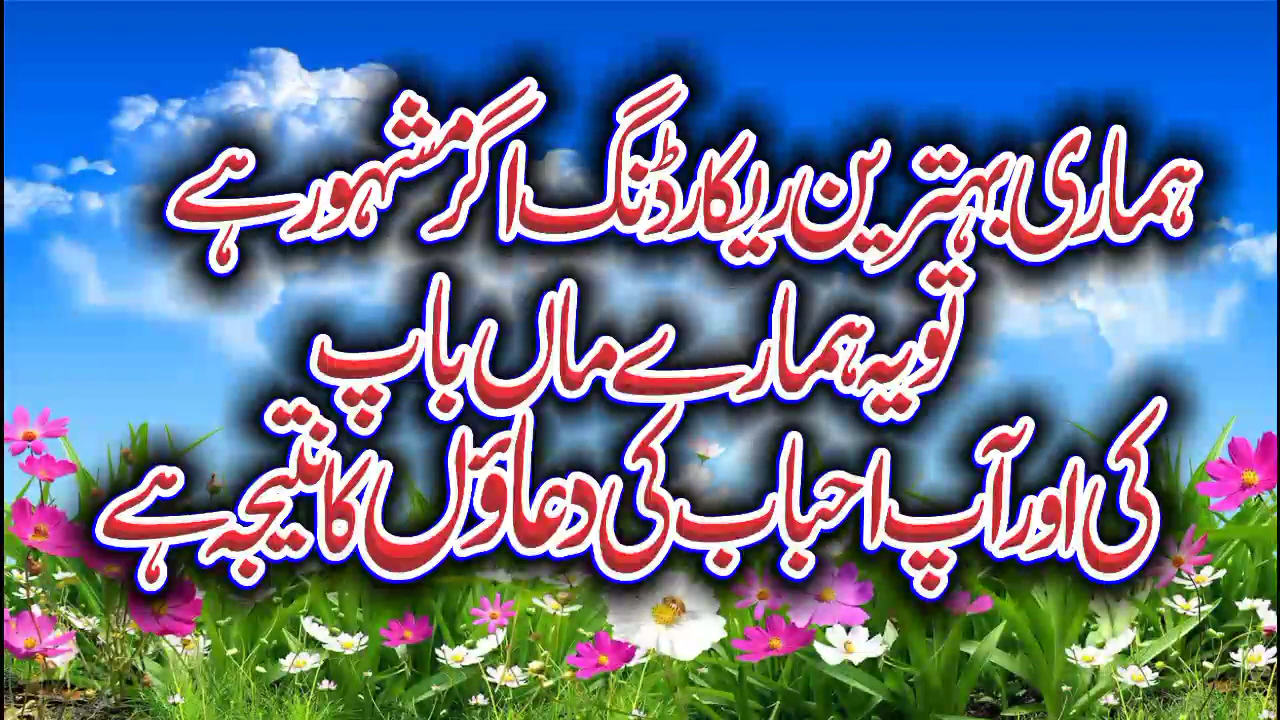 ہماری بہترین ریکارڈنگ اگر مشہور ہے
تو یہ ہمارے ماں باپ
کی اور آپ احباب کی دعاؤں کا نتیجہ ہے